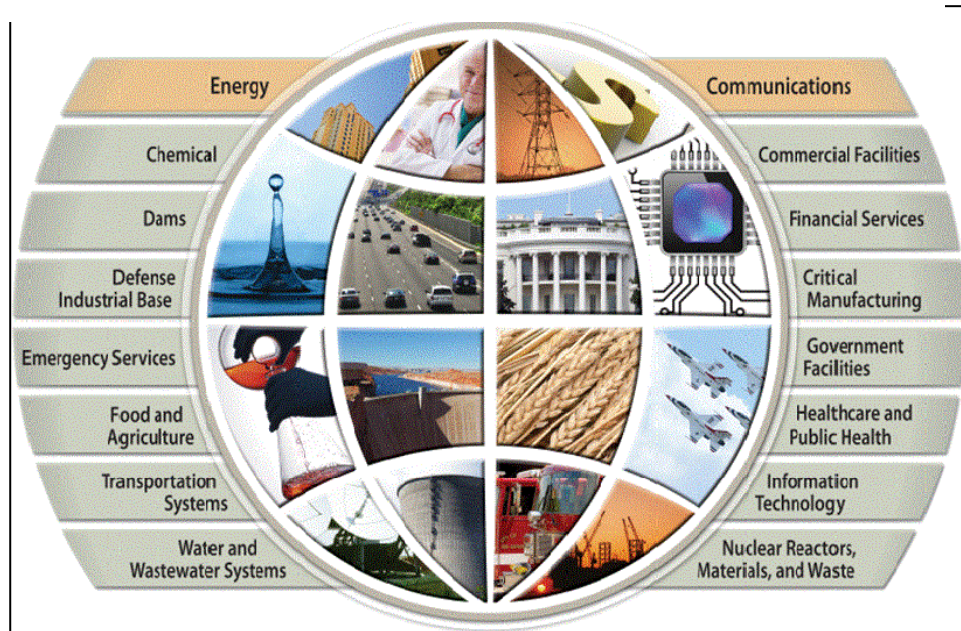 Energy
Chemical
Dams
Defense
Industrial Base
Emergency Services
Food and
Agriculture
Transportation
Systems
Water and
Wastewater Systems
Communications
Commercial Facilities
Financial Services
Critical
Manufacturing
Government
Facilities
Healthcare and
Public Health
Information
Technology
Nuclear Reactors,
Materials, and Waste